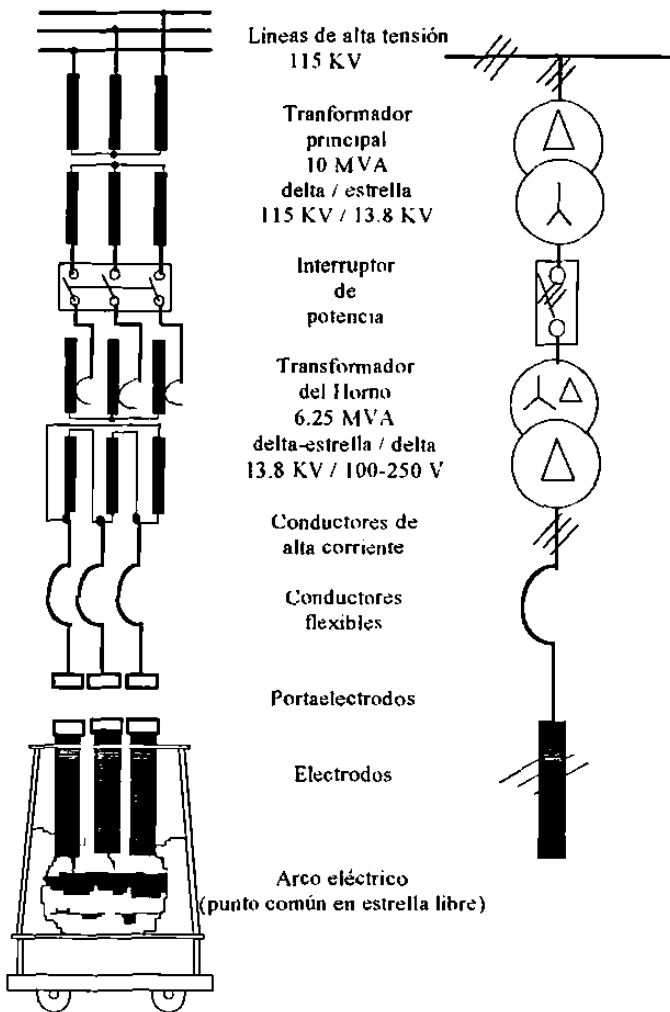 Lineas de alta tensión
115 KV
Tranformador
principal
10 MVA
delta / estrella
115 KV / 13.8 KV
Interruptor
de
potencia
Transformador
del Horno
6.25 MVA
delta-estrella / delta
13.8 KV / 100-250 V
Conductores de
alta corriente
Conductores
flexibles
Portaelectrodos
Electrodos
Arco eléctrico
(punto común en estrella libre)